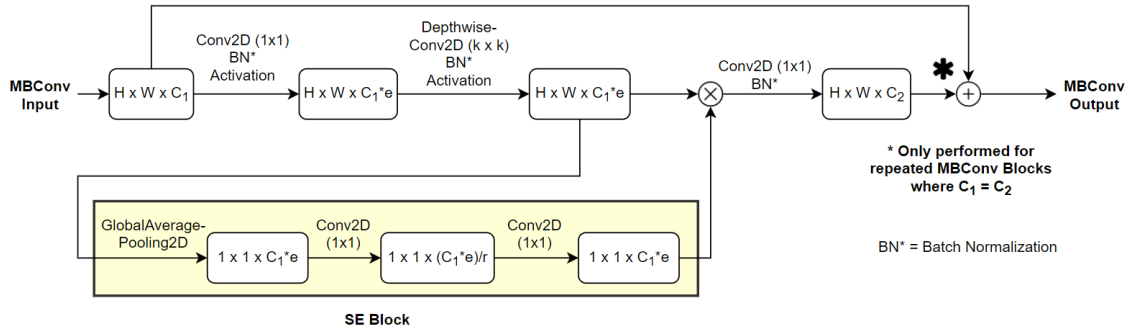 Conv2D (1x1)
BN*
Activation
Depthwise-
Conv2D (k x k)
BN*
Activation
Conv2D (1x1)
BN*
*
MBConv
Input
H x W x C₁
H x W x C₁*e
H x W x C₁*e
H x W x C₂
MBConv
Output
* Only performed for
repeated MBConv Blocks
where C₁ = C₂
GlobalAverage-
Pooling2D
Conv2D
(1x1)
Conv2D
(1x1)
1 x 1 x C₁*e
1 x 1 x (C₁*e)/r
1 x 1 x C₁*e
BN* = Batch Normalization
SE Block